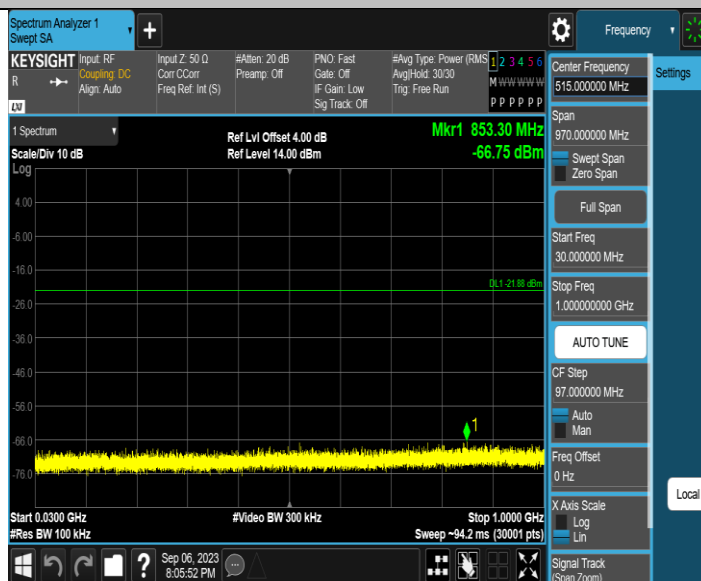 Spectrum Analyzer 1
Swept SA
+
Frequency
KEYSIGHT
R
LXI
Input: RF
Coupling: DC
Align: Auto
Input Z: 50 Ω
Corr CCorr
Freq Ref: Int (S)
#Atten: 20 dB
Preamp: Off
PNO: Fast
Gate: Off
IF Gain: Low
Sig Track: Off
#Avg Type: Power (RMS
Avg|Hold: 30/30
Trig: Free Run
1 2 3 4 5 6
M W W W W W
P P P P P P
1 Spectrum
Scale/Div 10 dB
Ref Lvl Offset 4.00 dB
Ref Level 14.00 dBm
Mkr1 853.30 MHz
-66.75 dBm
Log
4.00
-6.00
-16.0
-26.0
-36.0
-46.0
-56.0
-66.0
-76.0
DL1 -21.88 dBm
1
Start 0.0300 GHz
#Res BW 100 kHz
#Video BW 300 kHz
Stop 1.0000 GHz
Sweep ~94.2 ms (30001 pts)
?
Sep 06, 2023
8:05:52 PM
Center Frequency
515.000000 MHz
Span
970.000000 MHz
Swept Span
Zero Span
Full Span
Start Freq
30.000000 MHz
Stop Freq
1.000000000 GHz
AUTO TUNE
CF Step
97.000000 MHz
Auto
Man
Freq Offset
0 Hz
X Axis Scale
Log
Lin
Signal Track
(Span Zoom)
Settings
Local